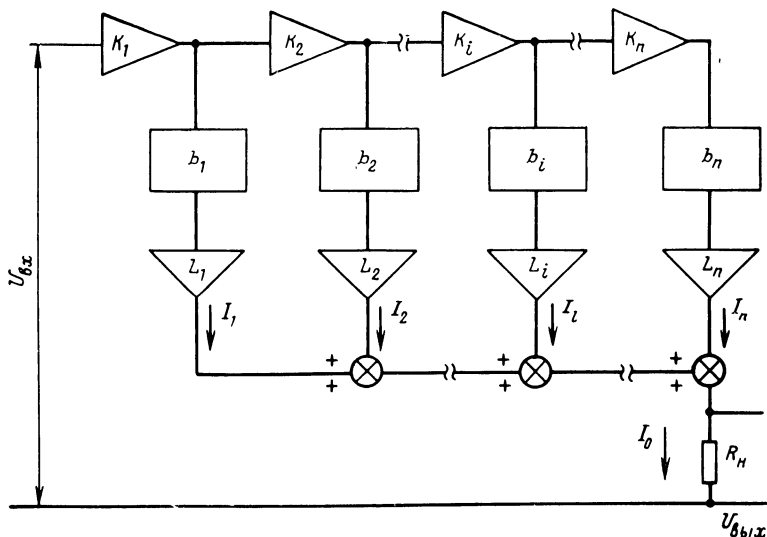 K₁ K₂ Kᵢ Kₙ
b₁ b₂ bᵢ bₙ
Uвх
L₁ L₂ Lᵢ Lₙ
I₁ I₂ Iᵢ Iₙ
+ + +
+ + +
I₀ Rн
Uвых